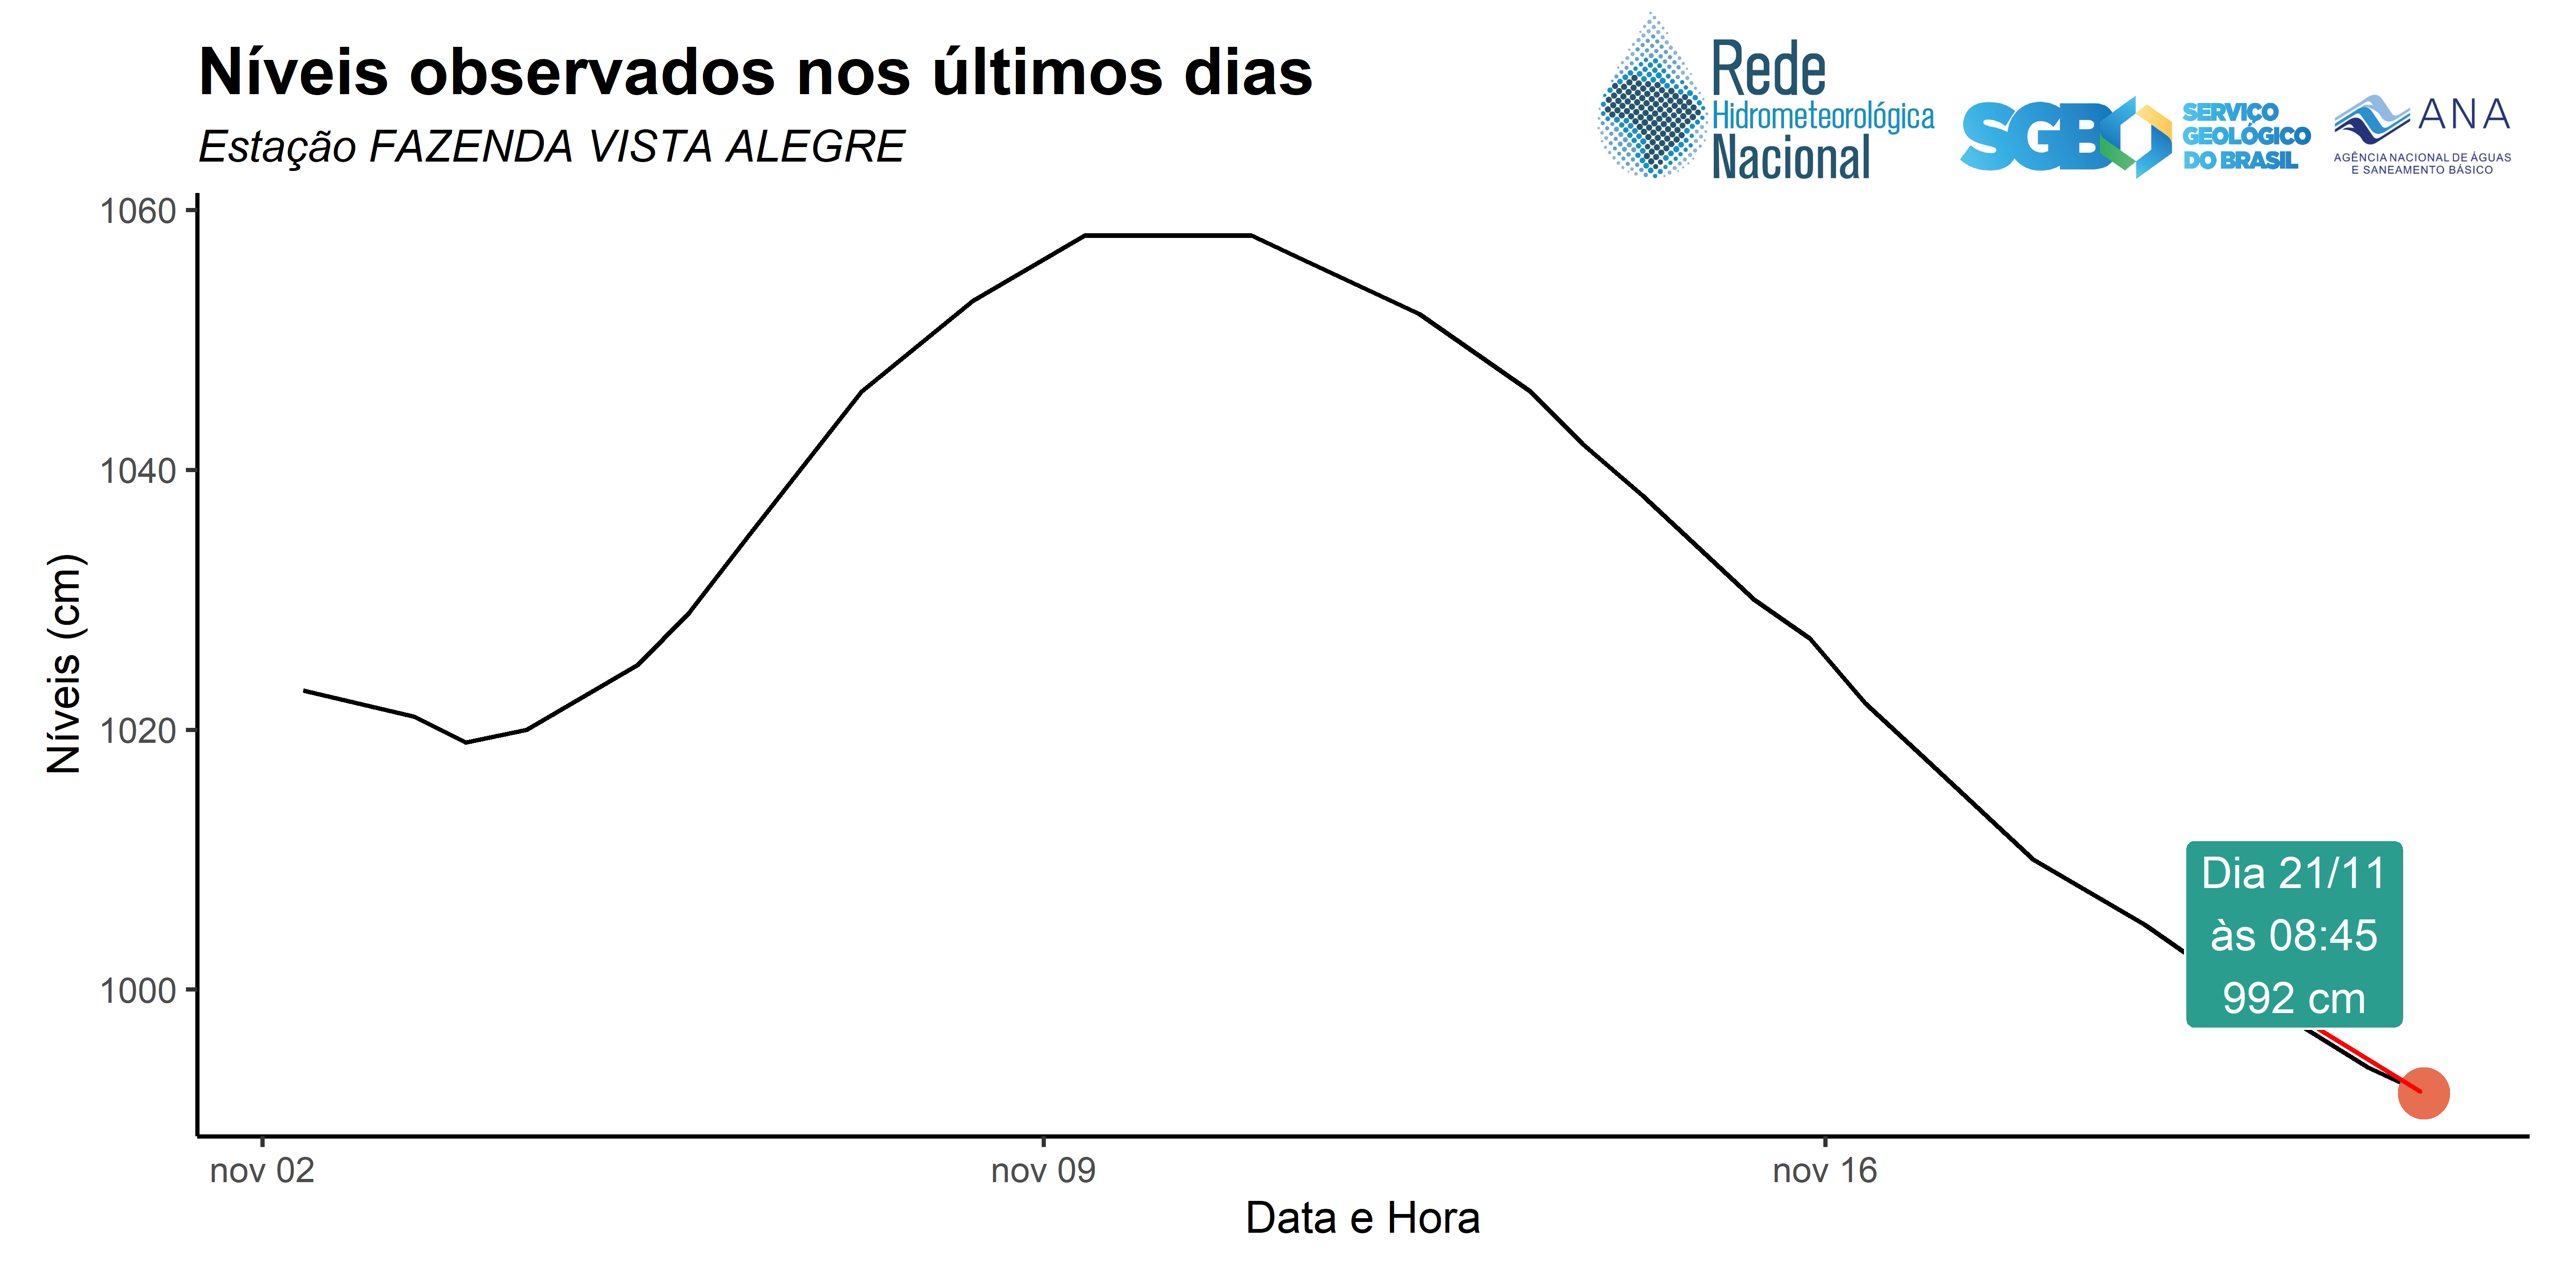 Níveis observados nos últimos dias
Estação FAZENDA VISTA ALEGRE
Rede
Hidrometeorológica
Nacional
SGB
SERVIÇO
GEOLÓGICO
DO BRASIL
ANA
AGÊNCIA NACIONAL DE ÁGUAS
E SANEAMENTO BÁSICO
Níveis (cm)
1060
1040
1020
1000
Dia 21/11
às 08:45
992 cm
nov 02
nov 09
nov 16
Data e Hora